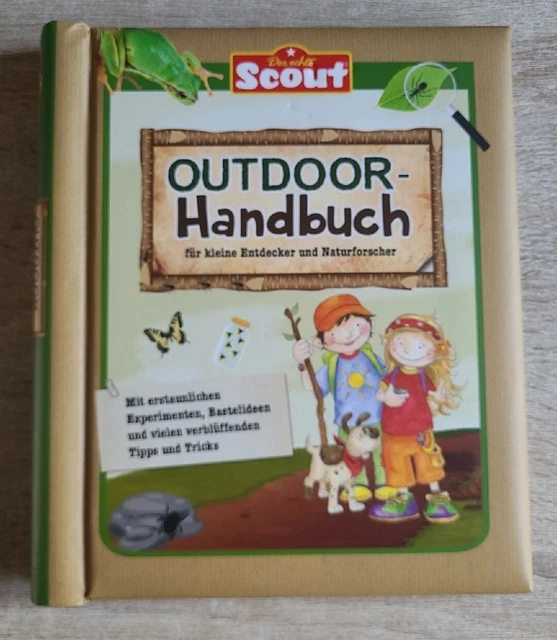 Der echte
Scout
OUTDOOR-
Handbuch
für kleine Entdecker und Naturforscher
Mit erstaunlichen
Experimenten, Bastelideen
und vielen verblüffenden
Tipps und Tricks